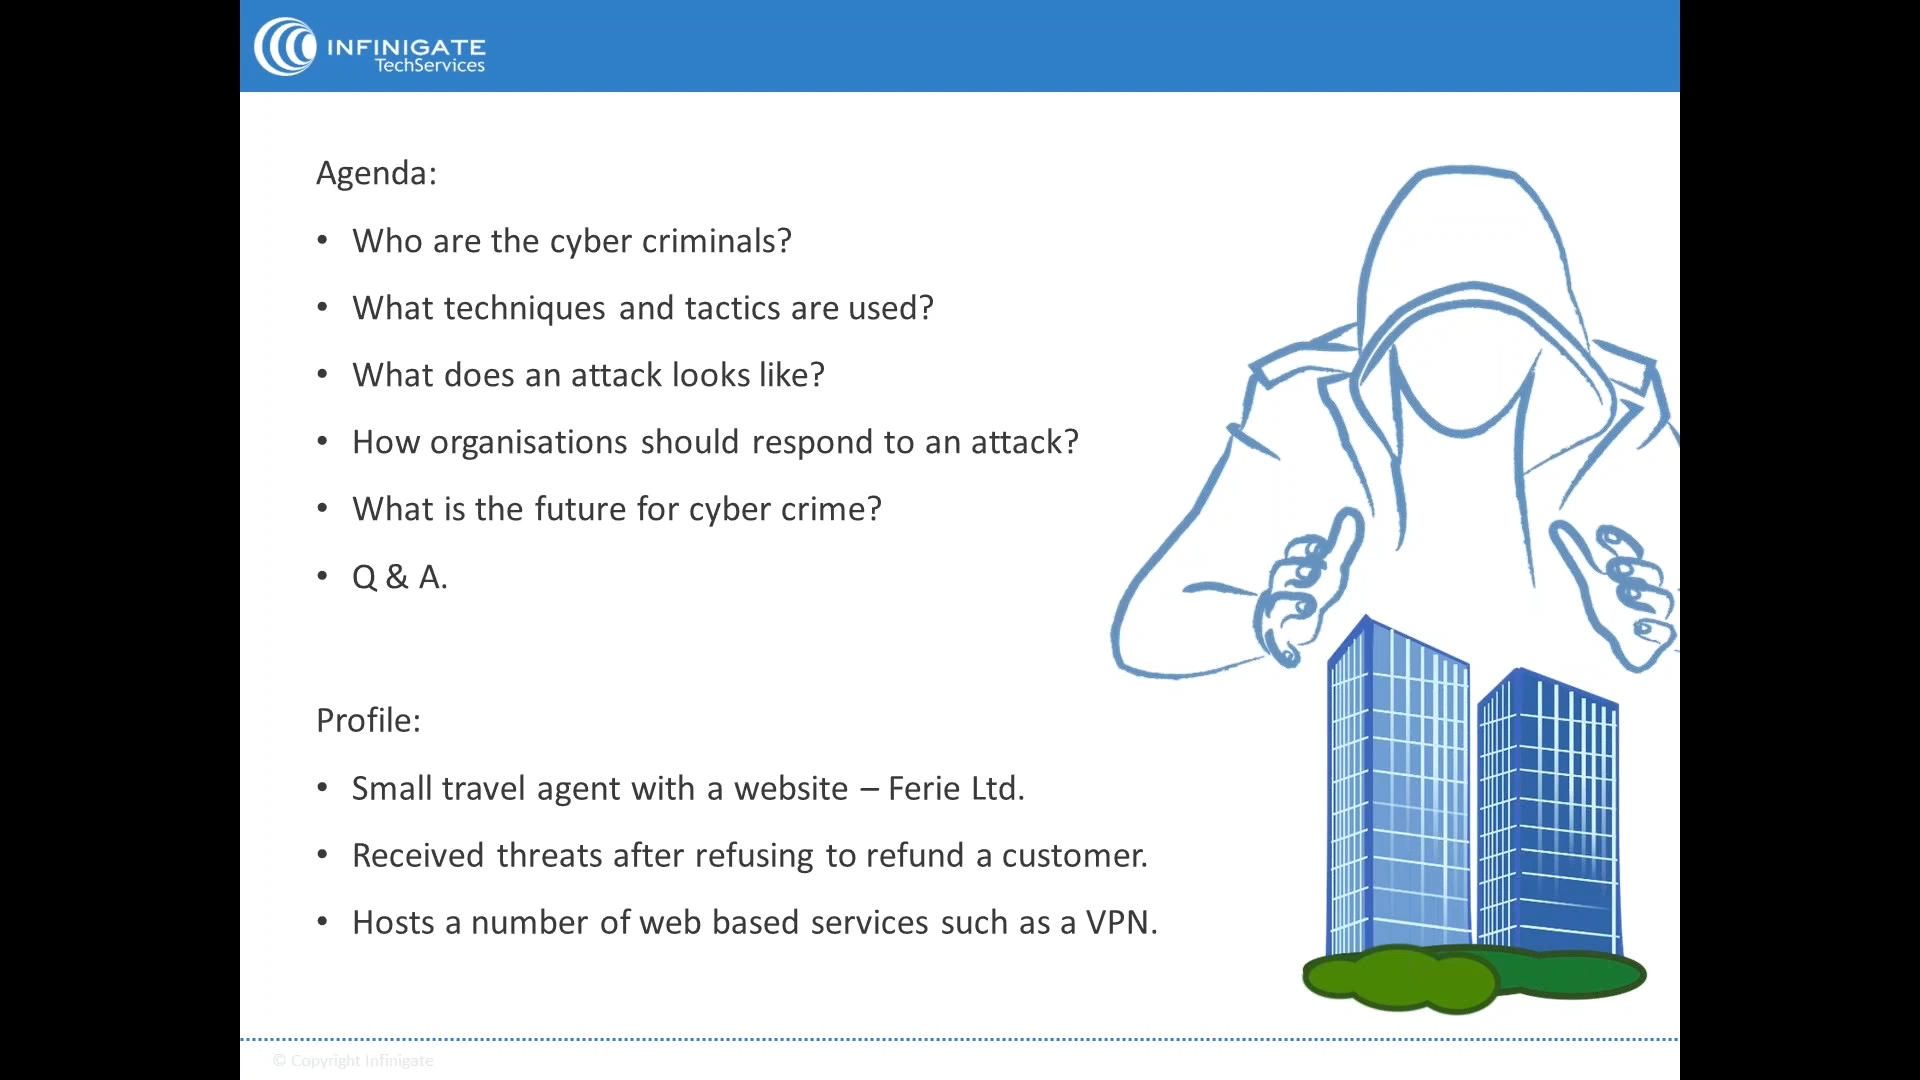 INFINIGATE
TechServices
Agenda:
• Who are the cyber criminals?
• What techniques and tactics are used?
• What does an attack looks like?
• How organisations should respond to an attack?
• What is the future for cyber crime?
• Q & A.
Profile:
• Small travel agent with a website – Ferie Ltd.
• Received threats after refusing to refund a customer.
• Hosts a number of web based services such as a VPN.
© Copyright Infinigate